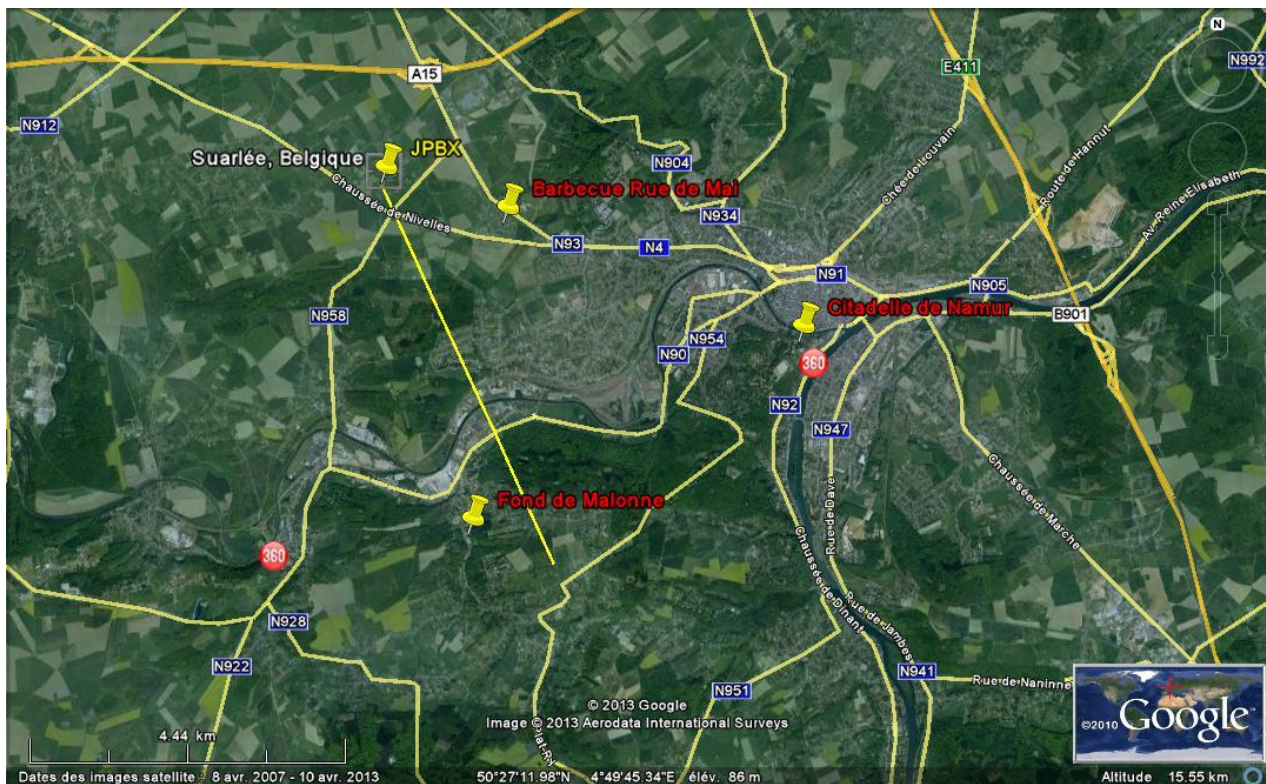 N
A15
E411
N992
N912
JPBX
Suarlée, Belgique
Chaussée de Nivelles
N904
Chée de Louvain
Route de Hannut
Barbecue Rue de Mal
Av. Reine Elisabeth
N934
N93
N4
N91
N905
Citadelle de Namur
B901
N958
N954
N90
360
N92
N947
Rue de Dave
Chaussée de Marche
Fond de Malonne
360
Chaussée de Dinant
Rue de Jambes
N928
N922
N941
Rue de Naninne
N951
© 2013 Google
Image © 2013 Aerodata International Surveys
©2010 Google
4.44 km
Dates des images satellite : 8 avr. 2007 - 10 avr. 2013
50°27'11.98"N 4°49'45.34"E élév. 86 m
Altitude 15.55 km